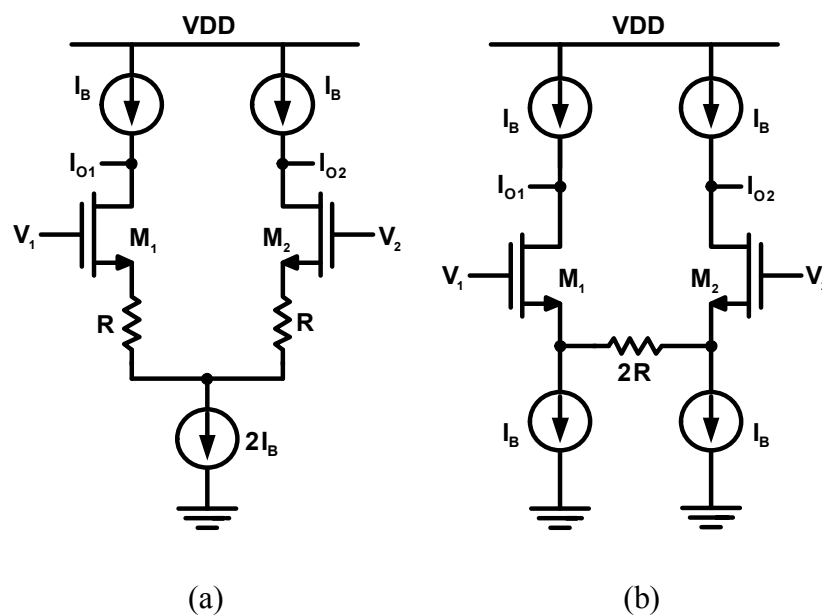 VDD
I_B
I_B
I_O1
I_O2
V_1
M_1
M_2
V_2
R
R
2I_B
(a)
VDD
I_B
I_B
I_O1
I_O2
V_1
M_1
M_2
2R
I_B
I_B
(b)